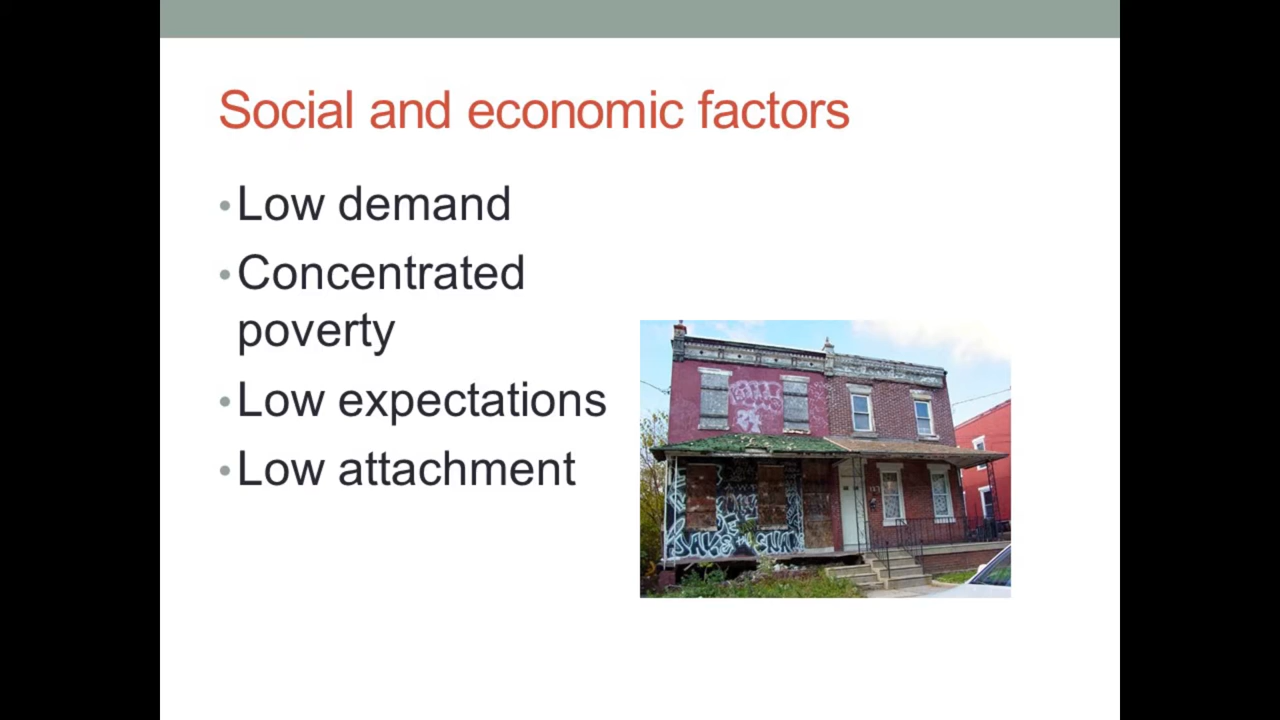 Social and economic factors
•Low demand
•Concentrated
poverty
•Low expectations
•Low attachment